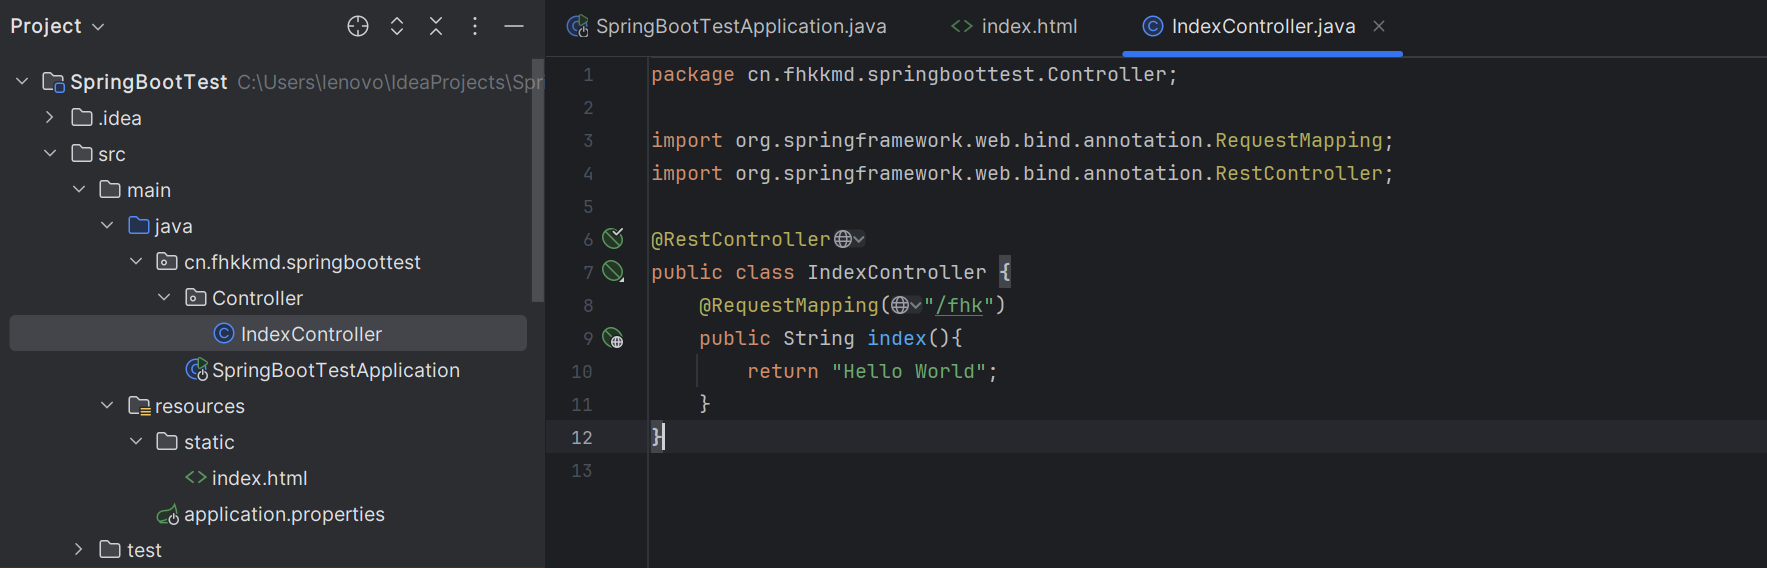 Project
SpringBootTest C:\Users\lenovo\IdeaProjects\Spr
.idea
src
main
java
cn.fhkkmd.springboottest
Controller
IndexController
SpringBootTestApplication
resources
static
index.html
application.properties
test
SpringBootTestApplication.java index.html IndexController.java
1 package cn.fhkkmd.springboottest.Controller;
2
3 import org.springframework.web.bind.annotation.RequestMapping;
4 import org.springframework.web.bind.annotation.RestController;
5
6 @RestController
7 public class IndexController {
8 @RequestMapping("/fhk")
9 public String index(){
10 return "Hello World";
11 }
12 }
13